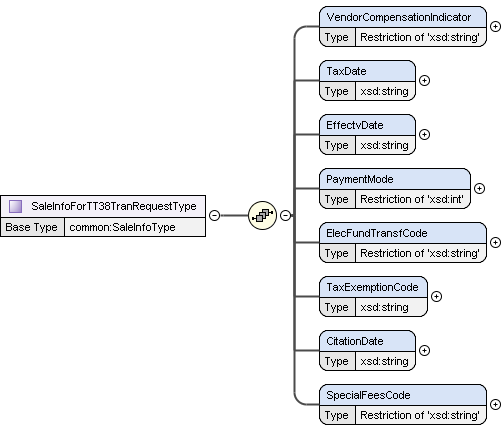 VendorCompensationIndicator
Type Restriction of 'xsd:string'
TaxDate
Type xsd:string
EffectvDate
Type xsd:string
PaymentMode
Type Restriction of 'xsd:int'
SaleInfoForTT38TranRequestType
Base Type common:SaleInfoType
ElecFundTransfCode
Type Restriction of 'xsd:string'
TaxExemptionCode
Type xsd:string
CitationDate
Type xsd:string
SpecialFeesCode
Type Restriction of 'xsd:string'